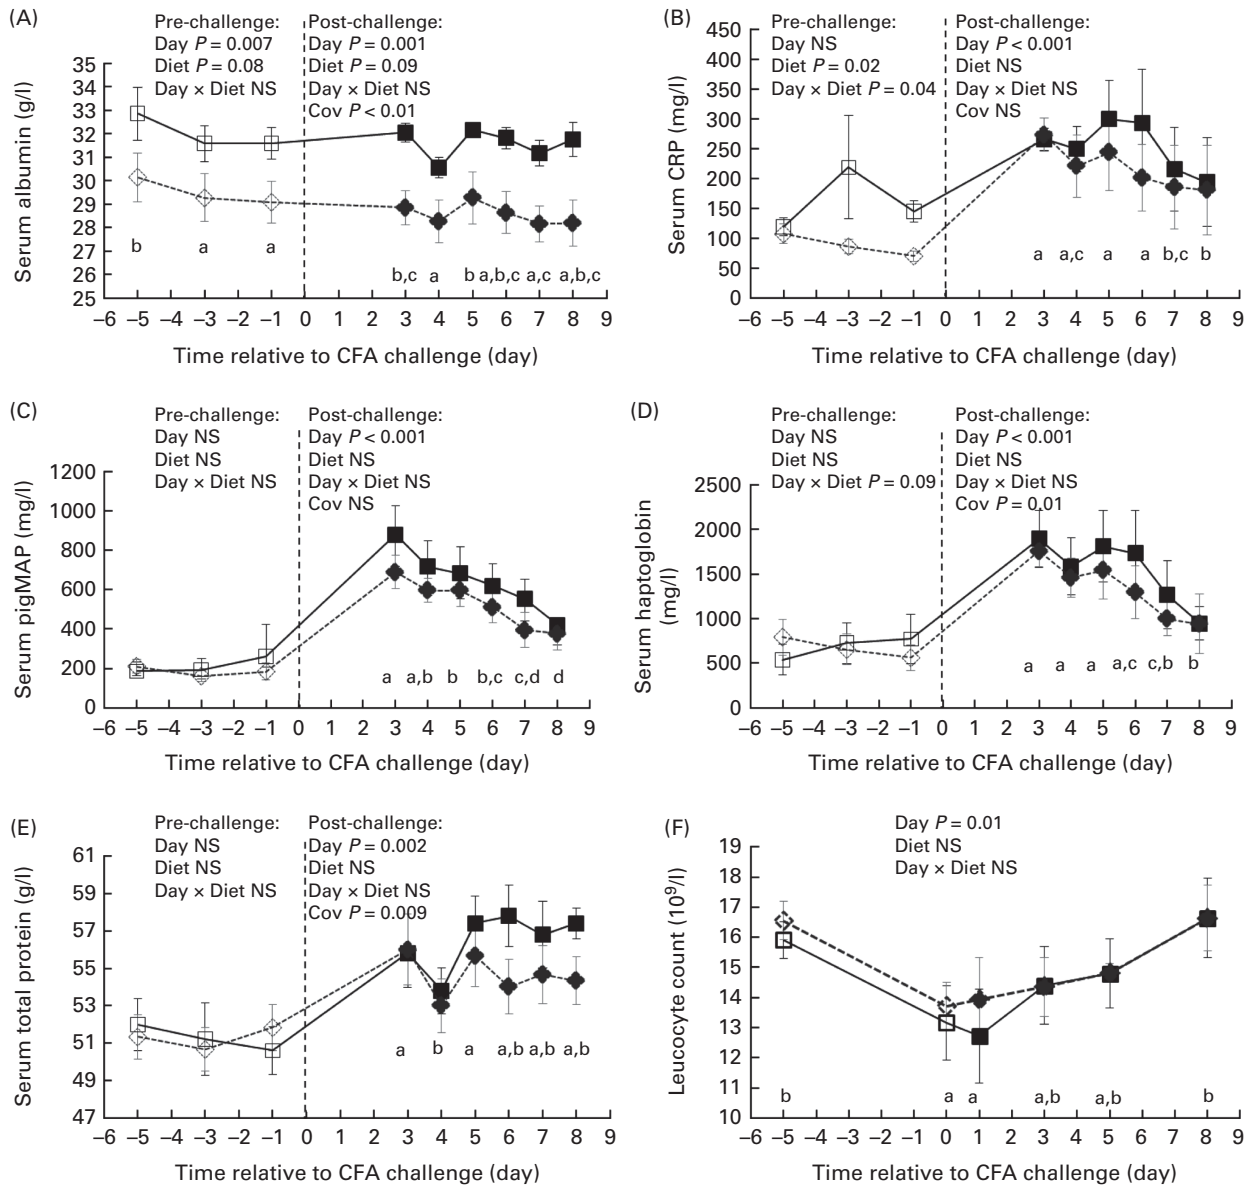 (A)
Pre-challenge:
Day P = 0.007
Diet P = 0.08
Day × Diet NS
Post-challenge:
Day P = 0.001
Diet P = 0.09
Day × Diet NS
Cov P < 0.01
Serum albumin (g/l)
35
34
33
32
31
30
29
28
27
26
25
b a a b,c a b a,b,c a,c a,b,c
–6 –5 –4 –3 –2 –1 0 1 2 3 4 5 6 7 8 9
Time relative to CFA challenge (day)
(B)
Pre-challenge:
Day NS
Diet P = 0.02
Day × Diet P = 0.04
Post-challenge:
Day P < 0.001
Diet NS
Day × Diet NS
Cov NS
Serum CRP (mg/l)
450
400
350
300
250
200
150
100
50
0
a a,c a a b,c b
–6 –5 –4 –3 –2 –1 0 1 2 3 4 5 6 7 8 9
Time relative to CFA challenge (day)
(C)
Pre-challenge:
Day NS
Diet NS
Day × Diet NS
Post-challenge:
Day P < 0.001
Diet NS
Day × Diet NS
Cov NS
Serum pigMAP (mg/l)
1200
1000
800
600
400
200
0
a a,b b b,c c,d d
–6 –5 –4 –3 –2 –1 0 1 2 3 4 5 6 7 8 9
Time relative to CFA challenge (day)
(D)
Pre-challenge:
Day NS
Diet NS
Day × Diet P = 0.09
Post-challenge:
Day P < 0.001
Diet NS
Day × Diet NS
Cov P = 0.01
Serum haptoglobin
(mg/l)
2500
2000
1500
1000
500
0
a a a a,c c,b b
–6 –5 –4 –3 –2 –1 0 1 2 3 4 5 6 7 8 9
Time relative to CFA challenge (day)
(E)
Pre-challenge:
Day NS
Diet NS
Day × Diet NS
Post-challenge:
Day P = 0.002
Diet NS
Day × Diet NS
Cov P = 0.009
Serum total protein (g/l)
61
59
57
55
53
51
49
47
a b a a,b a,b a,b
–6 –5 –4 –3 –2 –1 0 1 2 3 4 5 6 7 8 9
Time relative to CFA challenge (day)
(F)
Day P = 0.01
Diet NS
Day × Diet NS
Leucocyte count (10⁹/l)
19
18
17
16
15
14
13
12
11
10
b a a a,b a,b b
–6 –5 –4 –3 –2 –1 0 1 2 3 4 5 6 7 8 9
Time relative to CFA challenge (day)